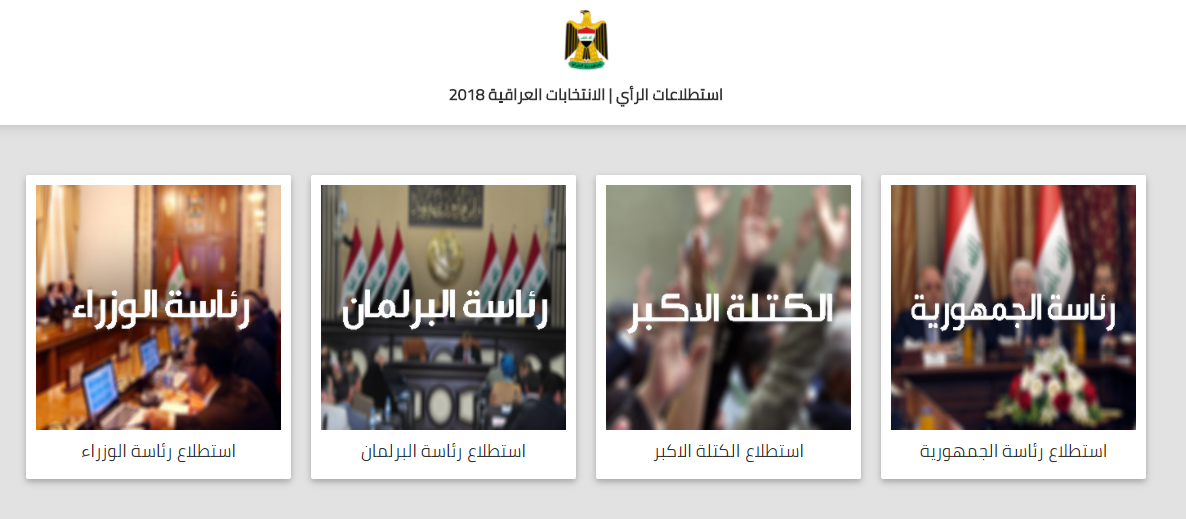 استطلاعات الرأي | الانتخابات العراقية 2018
رئاسة الجمهورية
استطلاع رئاسة الجمهورية
الكتلة الاكبر
استطلاع الكتلة الاكبر
رئاسة البرلمان
استطلاع رئاسة البرلمان
رئاسة الوزراء
استطلاع رئاسة الوزراء